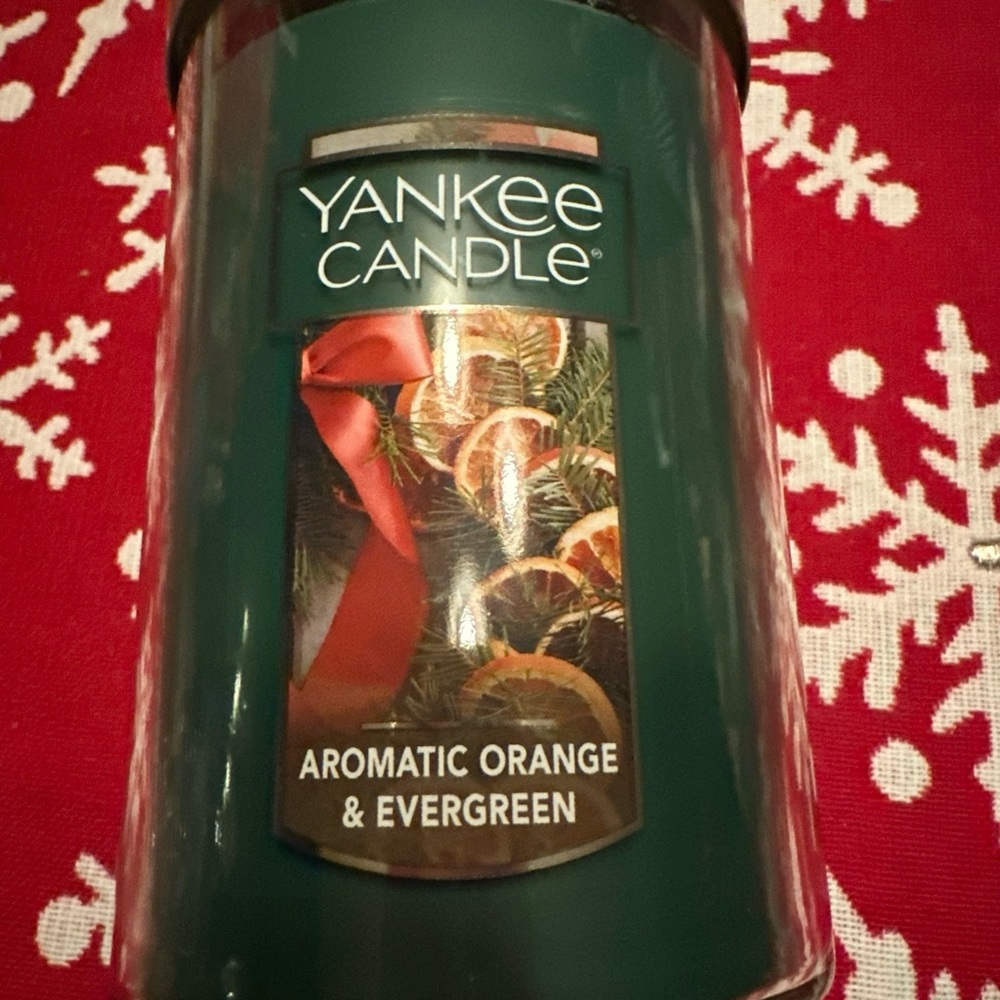 YANKEE
CANDLE®
AROMATIC ORANGE
& EVERGREEN